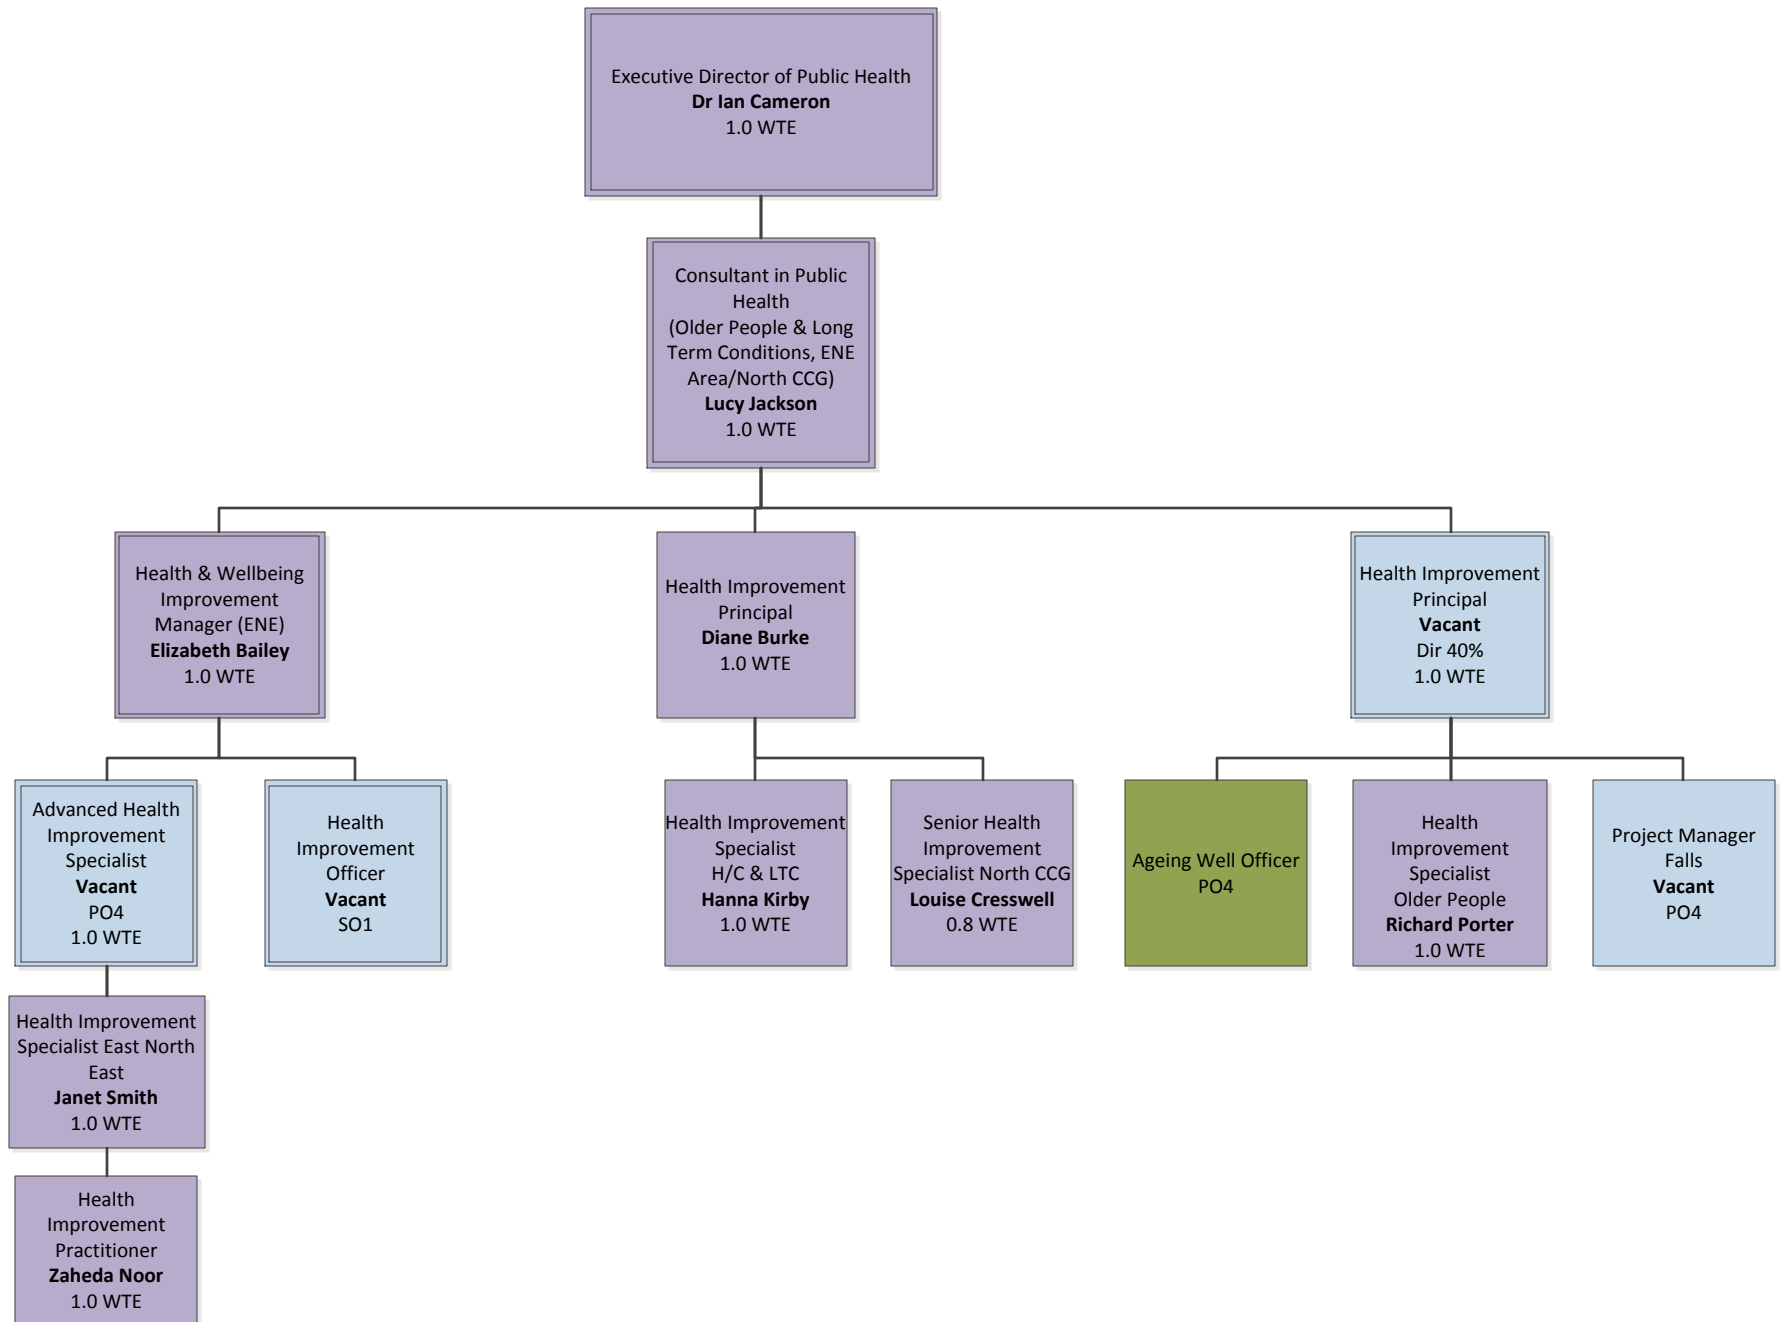 Executive Director of Public Health
Dr Ian Cameron
1.0 WTE
Consultant in Public
Health
(Older People & Long
Term Conditions, ENE
Area/North CCG)
Lucy Jackson
1.0 WTE
Health & Wellbeing
Improvement
Manager (ENE)
Elizabeth Bailey
1.0 WTE
Health Improvement
Principal
Diane Burke
1.0 WTE
Health Improvement
Principal
Vacant
Dir 40%
1.0 WTE
Advanced Health
Improvement
Specialist
Vacant
PO4
1.0 WTE
Health
Improvement
Officer
Vacant
SO1
Health Improvement
Specialist
H/C & LTC
Hanna Kirby
1.0 WTE
Senior Health
Improvement
Specialist North CCG
Louise Cresswell
0.8 WTE
Ageing Well Officer
PO4
Health
Improvement
Specialist
Older People
Richard Porter
1.0 WTE
Project Manager
Falls
Vacant
PO4
Health Improvement
Specialist East North
East
Janet Smith
1.0 WTE
Health
Improvement
Practitioner
Zaheda Noor
1.0 WTE